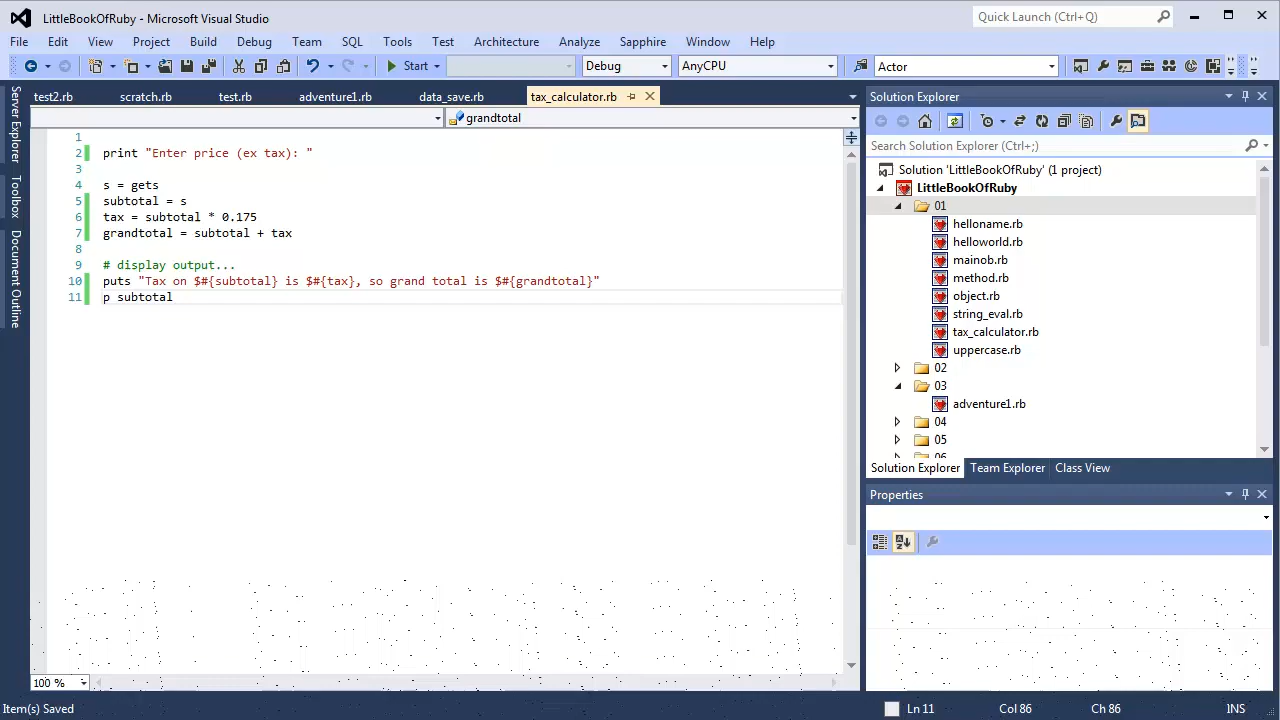 LittleBookOfRuby - Microsoft Visual Studio
Quick Launch (Ctrl+Q)
File Edit View Project Build Debug Team SQL Tools Test Architecture Analyze Sapphire Window Help
Start Debug AnyCPU Actor
Server Explorer
Toolbox
Document Outline
test2.rb scratch.rb test.rb adventure1.rb data_save.rb tax_calculator.rb
grandtotal
1
2 print "Enter price (ex tax): "
3
4 s = gets
5 subtotal = s
6 tax = subtotal * 0.175
7 grandtotal = subtotal + tax
8
9 # display output...
10 puts "Tax on $#{subtotal} is $#{tax}, so grand total is $#{grandtotal}"
11 p subtotal
100 %
Solution Explorer
Search Solution Explorer (Ctrl+;)
Solution 'LittleBookOfRuby' (1 project)
LittleBookOfRuby
01
helloname.rb
helloworld.rb
mainob.rb
method.rb
object.rb
string_eval.rb
tax_calculator.rb
uppercase.rb
02
03
adventure1.rb
04
05
06
Solution Explorer Team Explorer Class View
Properties
Item(s) Saved Ln 11 Col 86 Ch 86 INS